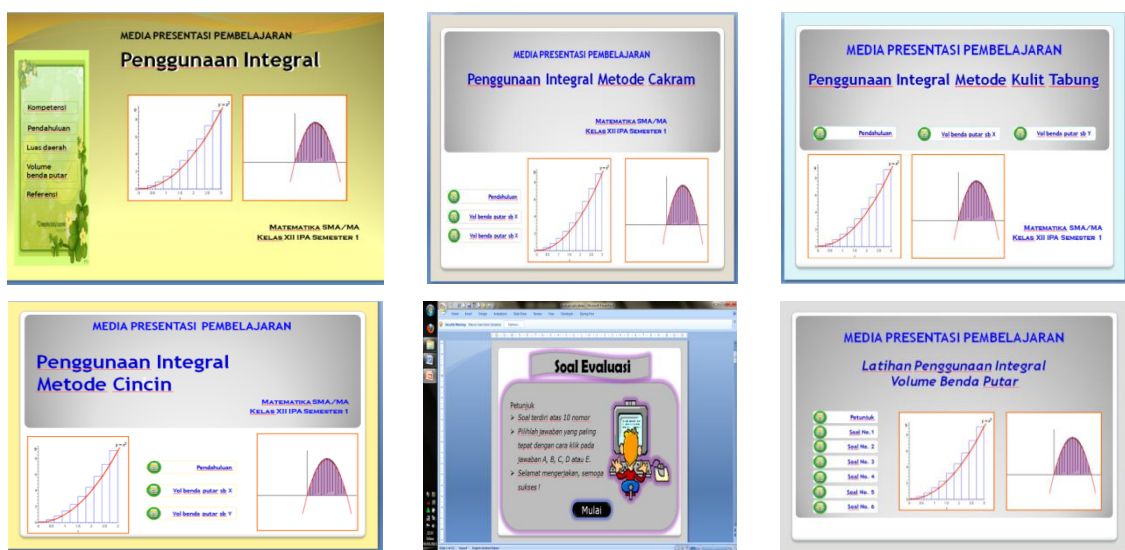 MEDIA PRESENTASI PEMBELAJARAN
Penggunaan Integral
Kompetensi
Pendahuluan
Luas daerah
Volume
benda putar
Referensi
y = x²
MATEMATIKA SMA/MA
KELAS XII IPA SEMESTER 1
MEDIA PRESENTASI PEMBELAJARAN
Penggunaan Integral Metode Cakram
MATEMATIKA SMA/MA
KELAS XII IPA SEMESTER 1
Pendahuluan
Vol benda putar sb X
Vol benda putar sb X
MEDIA PRESENTASI PEMBELAJARAN
Penggunaan Integral Metode Kulit Tabung
Pendahuluan
Vol benda putar sb X
Vol benda putar sb Y
MATEMATIKA SMA/MA
KELAS XII IPA SEMESTER 1
MEDIA PRESENTASI PEMBELAJARAN
Penggunaan Integral
Metode Cincin
MATEMATIKA SMA/MA
KELAS XII IPA SEMESTER 1
Pendahuluan
Vol benda putar sb X
Vol benda putar sb Y
Soal Evaluasi
Petunjuk
➢ Soal terdiri atas 10 nomor
➢ Pilihlah jawaban yang paling
tepat dengan cara klik pada
jawaban A, B, C, D atau E.
➢ Selamat mengerjakan, semoga
sukses !
Mulai
MEDIA PRESENTASI PEMBELAJARAN
Latihan Penggunaan Integral
Volume Benda Putar
Petunjuk
Soal No. 1
Soal No. 2
Soal No. 3
Soal No. 4
Soal No. 5
Soal No. 6